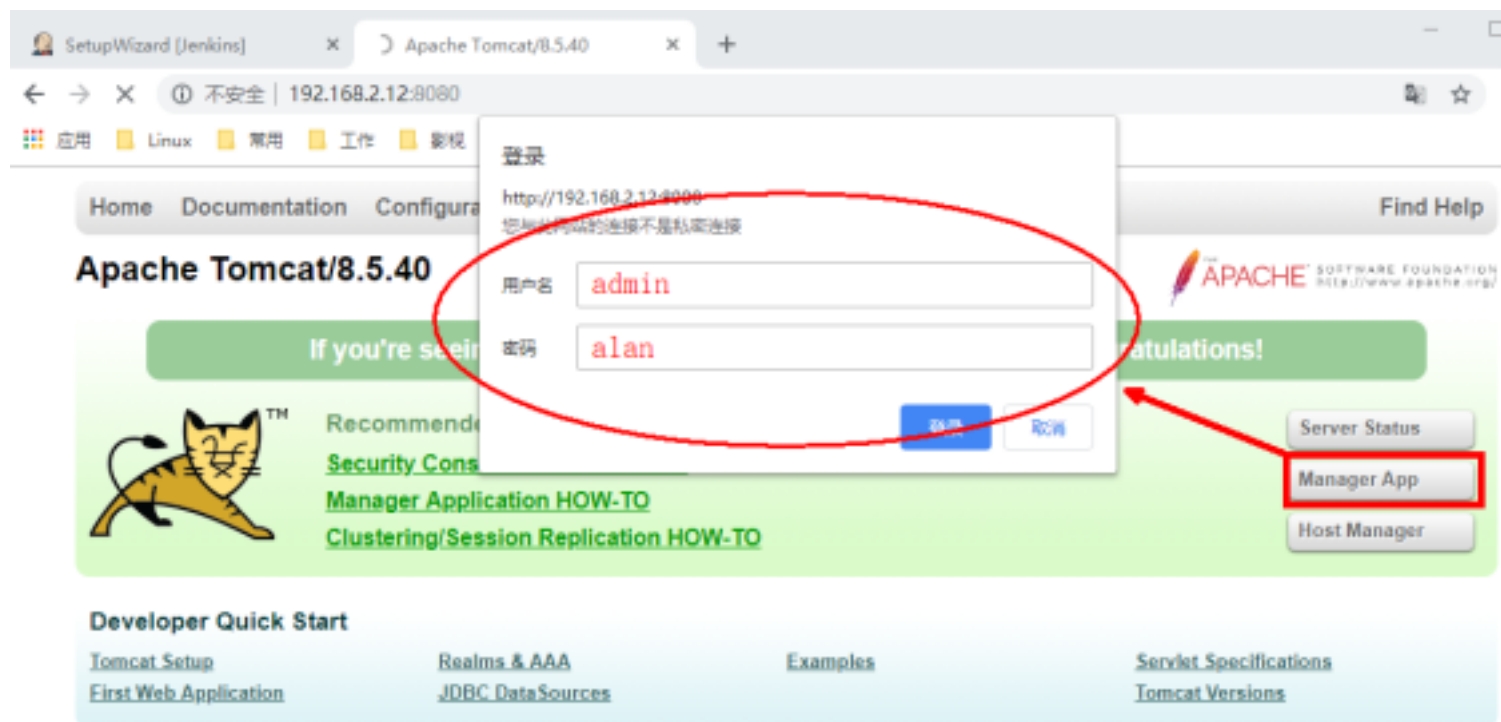 SetupWizard [Jenkins]
Apache Tomcat/8.5.40
不安全 | 192.168.2.12:8080
应用 Linux 常用 工作 影视
登录
http://192.168.2.12:8080
您与此网站的连接不是私密连接
用户名 admin
密码 alan
登录 取消
Home Documentation Configura
Find Help
Apache Tomcat/8.5.40
THE
APACHE SOFTWARE FOUNDATION
http://www.apache.org/
If you're seein
atulations!
TM
Recommende
Security Cons
Manager Application HOW-TO
Clustering/Session Replication HOW-TO
Server Status
Manager App
Host Manager
Developer Quick Start
Tomcat Setup
Realms & AAA
Examples
Servlet Specifications
First Web Application
JDBC DataSources
Tomcat Versions